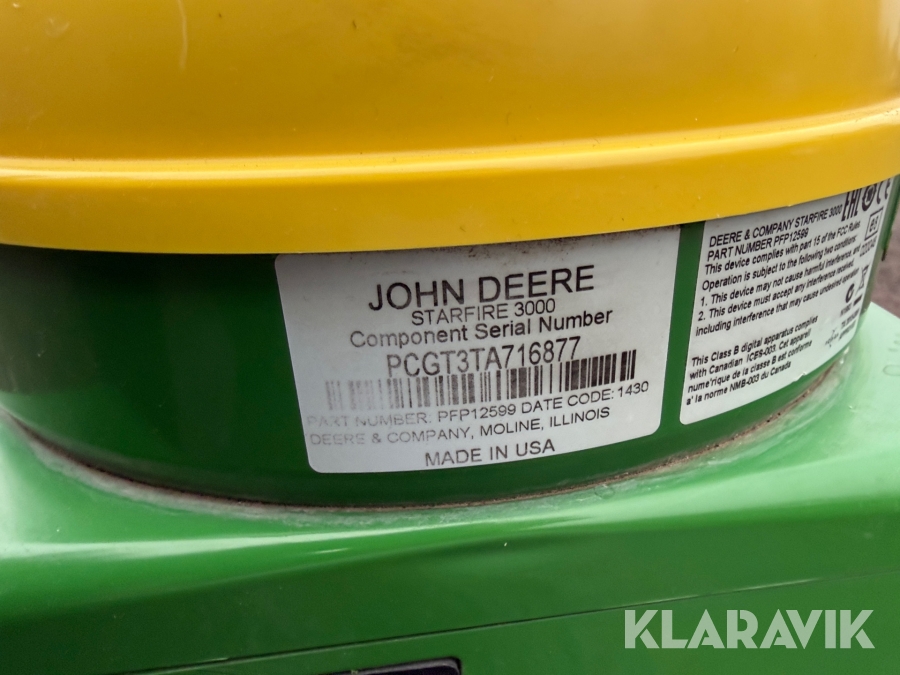 JOHN DEERE
STARFIRE 3000
Component Serial Number
PCGT3TA716877
PART NUMBER: PFP12599 DATE CODE: 1430
DEERE & COMPANY, MOLINE, ILLINOIS
MADE IN USA
DEERE & COMPANY STARFIRE 3000
PART NUMBER PFP12599
This device complies with part 15 of the FCC Rules
Operation is subject to the following two conditions:
1. This device may not cause harmful interference, and
2. This device must accept any interference received,
including interference that may cause undesired operation
This Class B digital apparatus complies
with Canadian ICES-003. Cet appareil
numérique de la classe B est conforme
a' la norme NMB-003 du Canada
EAC
CE
KLARAVIK